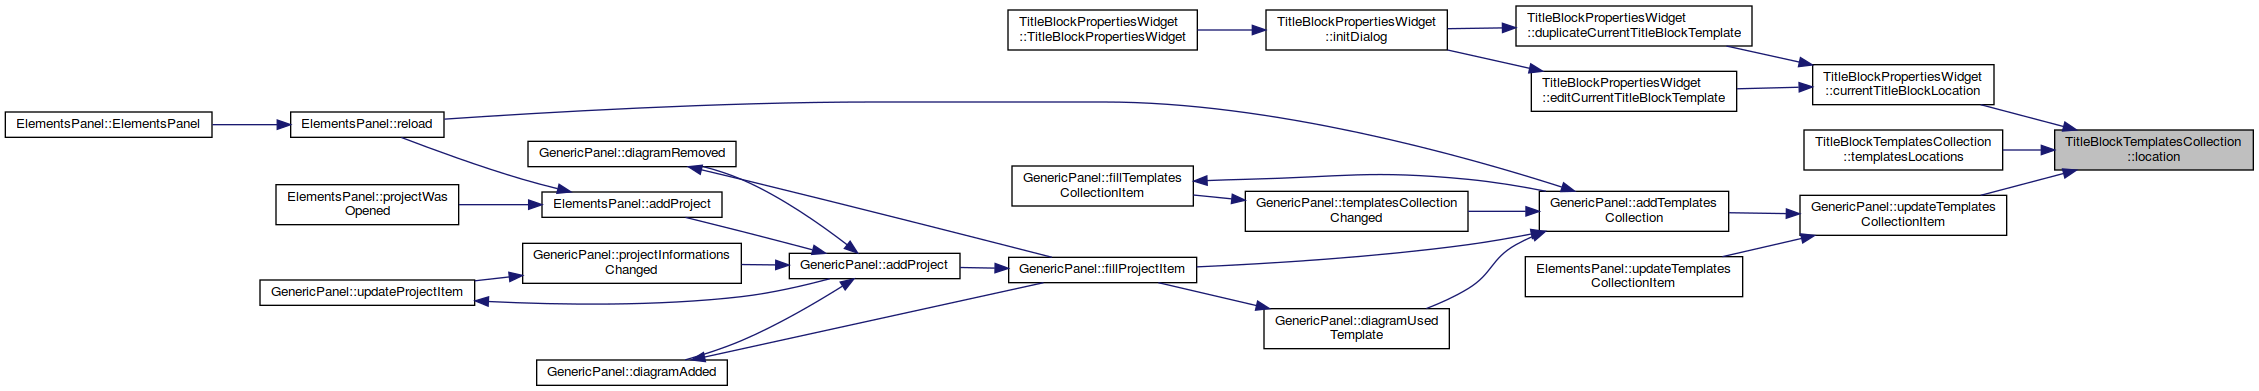 TitleBlockPropertiesWidget
::TitleBlockPropertiesWidget
TitleBlockPropertiesWidget
::initDialog
TitleBlockPropertiesWidget
::duplicateCurrentTitleBlockTemplate
TitleBlockPropertiesWidget
::editCurrentTitleBlockTemplate
TitleBlockPropertiesWidget
::currentTitleBlockLocation
ElementsPanel::ElementsPanel
ElementsPanel::reload
GenericPanel::diagramRemoved
TitleBlockTemplatesCollection
::templatesLocations
TitleBlockTemplatesCollection
::location
ElementsPanel::projectWas
Opened
ElementsPanel::addProject
GenericPanel::fillTemplates
CollectionItem
GenericPanel::templatesCollection
Changed
GenericPanel::addTemplates
Collection
GenericPanel::updateTemplates
CollectionItem
GenericPanel::projectInformations
Changed
GenericPanel::addProject
GenericPanel::fillProjectItem
ElementsPanel::updateTemplates
CollectionItem
GenericPanel::updateProjectItem
GenericPanel::diagramUsed
Template
GenericPanel::diagramAdded